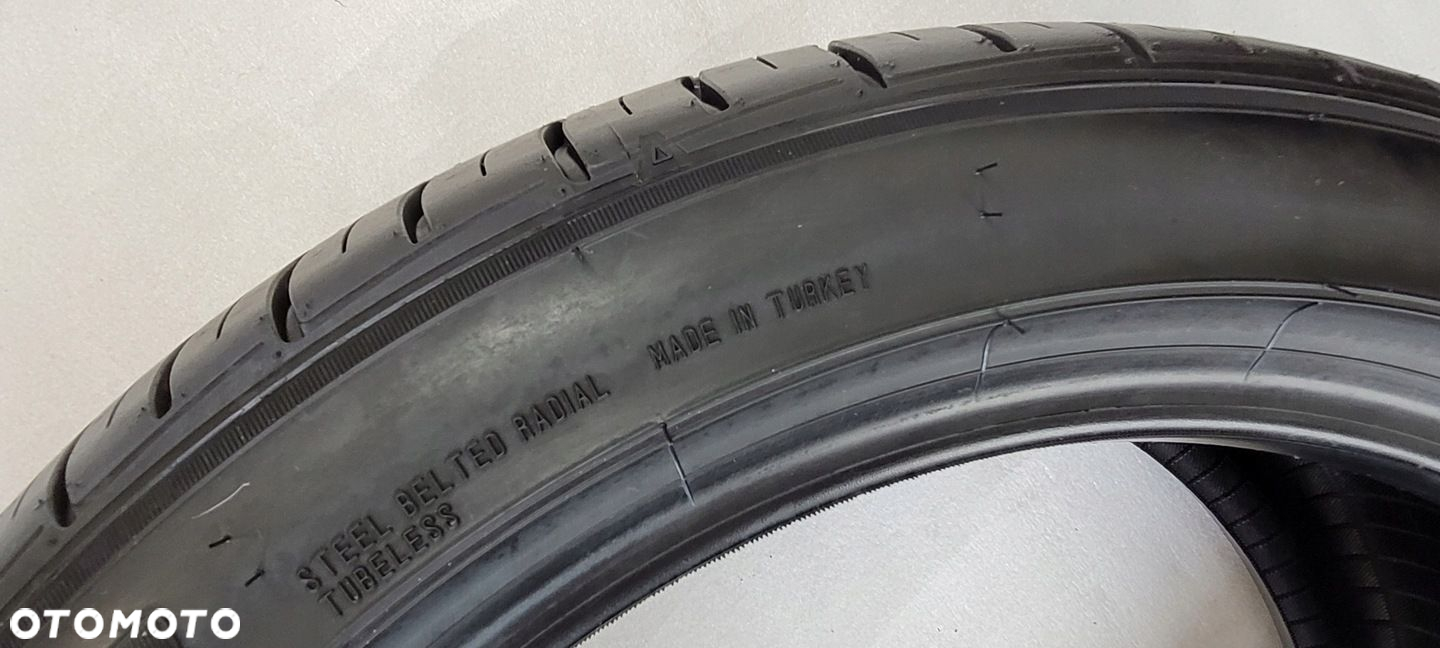 MADE IN TURKEY
STEEL BELTED RADIAL
TUBELESS
OTOMOTO